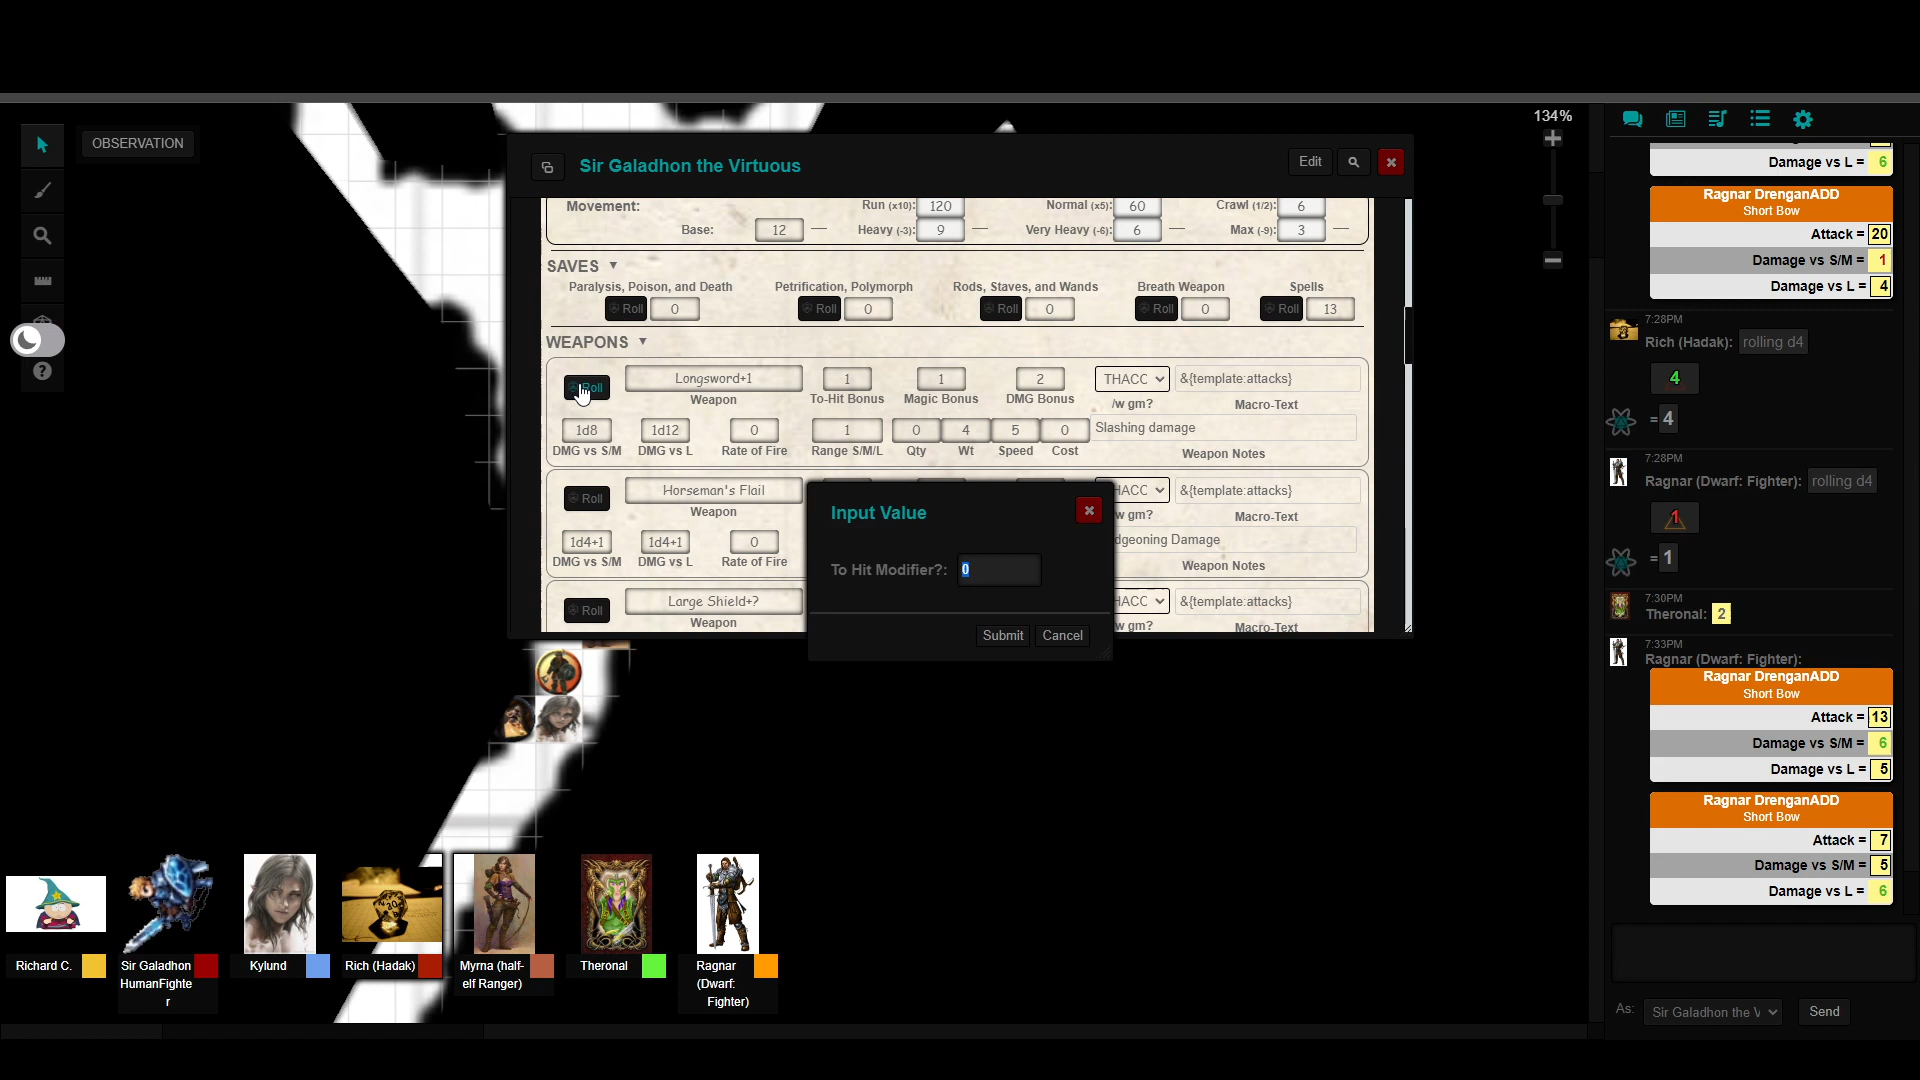 OBSERVATION
134%
Sir Galadhon the Virtuous
Edit
Movement:
Run (x10): 120
Normal (x5): 60
Crawl (1/2): 6
Base: 12
Heavy (-3): 9
Very Heavy (-6): 6
Max (-9): 3
SAVES
Paralysis, Poison, and Death
Petrification, Polymorph
Rods, Staves, and Wands
Breath Weapon
Spells
Roll 0
Roll 0
Roll 0
Roll 0
Roll 13
WEAPONS
Roll
Longsword+1
1
1
2
THAC
&{template:attacks}
Weapon
To-Hit Bonus
Magic Bonus
DMG Bonus
/w gm?
Macro-Text
1d8
1d12
0
1
0
4
5
0
Slashing damage
DMG vs S/M
DMG vs L
Rate of Fire
Range S/M/L
Qty
Wt
Speed
Cost
Weapon Notes
Roll
Horseman's Flail
HACC
&{template:attacks}
Weapon
w gm?
Macro-Text
1d4+1
1d4+1
0
dgeoning Damage
DMG vs S/M
DMG vs L
Rate of Fire
Weapon Notes
Roll
Large Shield+?
HACC
&{template:attacks}
Weapon
w gm?
Macro-Text
Input Value
To Hit Modifier?: 0
Submit
Cancel
Richard C.
Sir Galadhon
HumanFighte
r
Kylund
Rich (Hadak)
Myrna (half-
elf Ranger)
Theronal
Ragnar
(Dwarf:
Fighter)
Damage vs L = 6
Ragnar DrenganADD
Short Bow
Attack = 20
Damage vs S/M = 1
Damage vs L = 4
7:28PM
Rich (Hadak): rolling d4
4
=4
7:28PM
Ragnar (Dwarf: Fighter): rolling d4
1
=1
7:30PM
Theronal: 2
7:33PM
Ragnar (Dwarf: Fighter):
Ragnar DrenganADD
Short Bow
Attack = 13
Damage vs S/M = 6
Damage vs L = 5
Ragnar DrenganADD
Short Bow
Attack = 7
Damage vs S/M = 5
Damage vs L = 6
As:
Sir Galadhon the V
Send